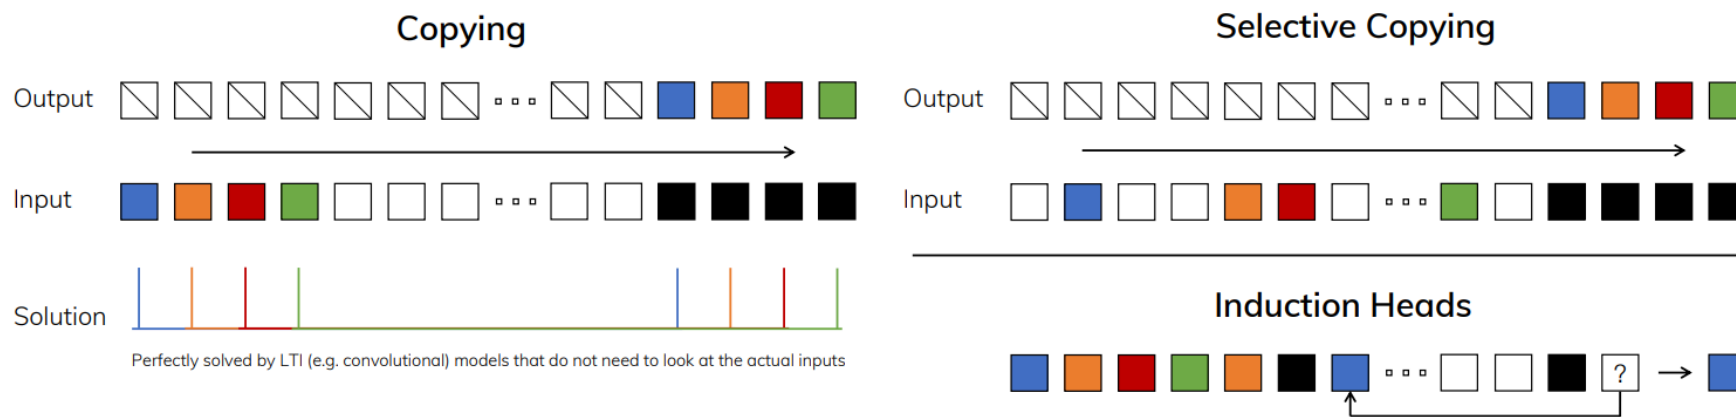 Copying
Output
Input
Solution
Perfectly solved by LTI (e.g. convolutional) models that do not need to look at the actual inputs
Selective Copying
Output
Input
Induction Heads
?